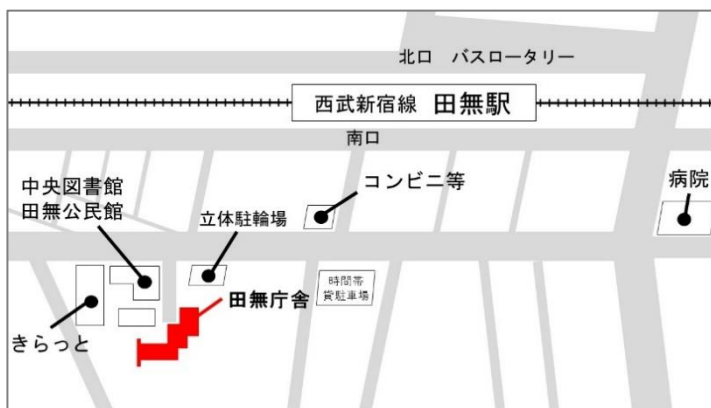 北口　バスロータリー
西武新宿線 田無駅
南口
中央図書館
田無公民館
立体駐輪場
コンビニ等
病院
時間帯
貸駐車場
田無庁舎
きらっと